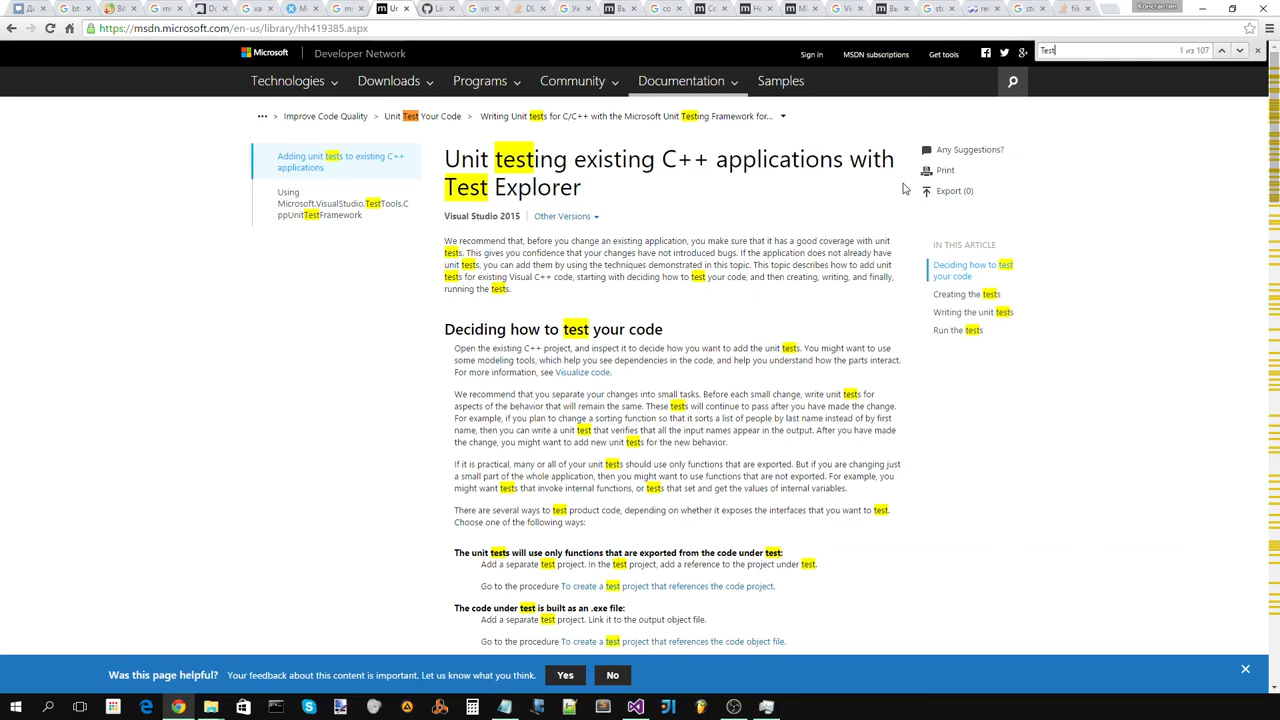 Константин
https://msdn.microsoft.com/en-us/library/hh419385.aspx
Test
1 из 107
Microsoft
Developer Network
Sign in
MSDN subscriptions
Get tools
Technologies
Downloads
Programs
Community
Documentation
Samples
... > Improve Code Quality > Unit Test Your Code > Writing Unit tests for C/C++ with the Microsoft Unit Testing Framework for...
Adding unit tests to existing C++
applications
Using
Microsoft.VisualStudio.TestTools.C
ppUnitTestFramework
Unit testing existing C++ applications with
Test Explorer
Visual Studio 2015
Other Versions
We recommend that, before you change an existing application, you make sure that it has a good coverage with unit
tests. This gives you confidence that your changes have not introduced bugs. If the application does not already have
unit tests, you can add them by using the techniques demonstrated in this topic. This topic describes how to add unit
tests for existing Visual C++ code, starting with deciding how to test your code, and then creating, writing, and finally,
running the tests.
Deciding how to test your code
Open the existing C++ project, and inspect it to decide how you want to add the unit tests. You might want to use
some modeling tools, which help you see dependencies in the code, and help you understand how the parts interact.
For more information, see Visualize code.
We recommend that you separate your changes into small tasks. Before each small change, write unit tests for
aspects of the behavior that will remain the same. These tests will continue to pass after you have made the change.
For example, if you plan to change a sorting function so that it sorts a list of people by last name instead of by first
name, then you can write a unit test that verifies that all the input names appear in the output. After you have made
the change, you might want to add new unit tests for the new behavior.
If it is practical, many or all of your unit tests should use only functions that are exported. But if you are changing just
a small part of the whole application, then you might want to use functions that are not exported. For example, you
might want tests that invoke internal functions, or tests that set and get the values of internal variables.
There are several ways to test product code, depending on whether it exposes the interfaces that you want to test.
Choose one of the following ways:
The unit tests will use only functions that are exported from the code under test:
Add a separate test project. In the test project, add a reference to the project under test.
Go to the procedure To create a test project that references the code project.
The code under test is built as an .exe file:
Add a separate test project. Link it to the output object file.
Go to the procedure To create a test project that references the code object file.
Any Suggestions?
Print
Export (0)
IN THIS ARTICLE
Deciding how to test
your code
Creating the tests
Writing the unit tests
Run the tests
Was this page helpful?
Your feedback about this content is important. Let us know what you think.
Yes
No